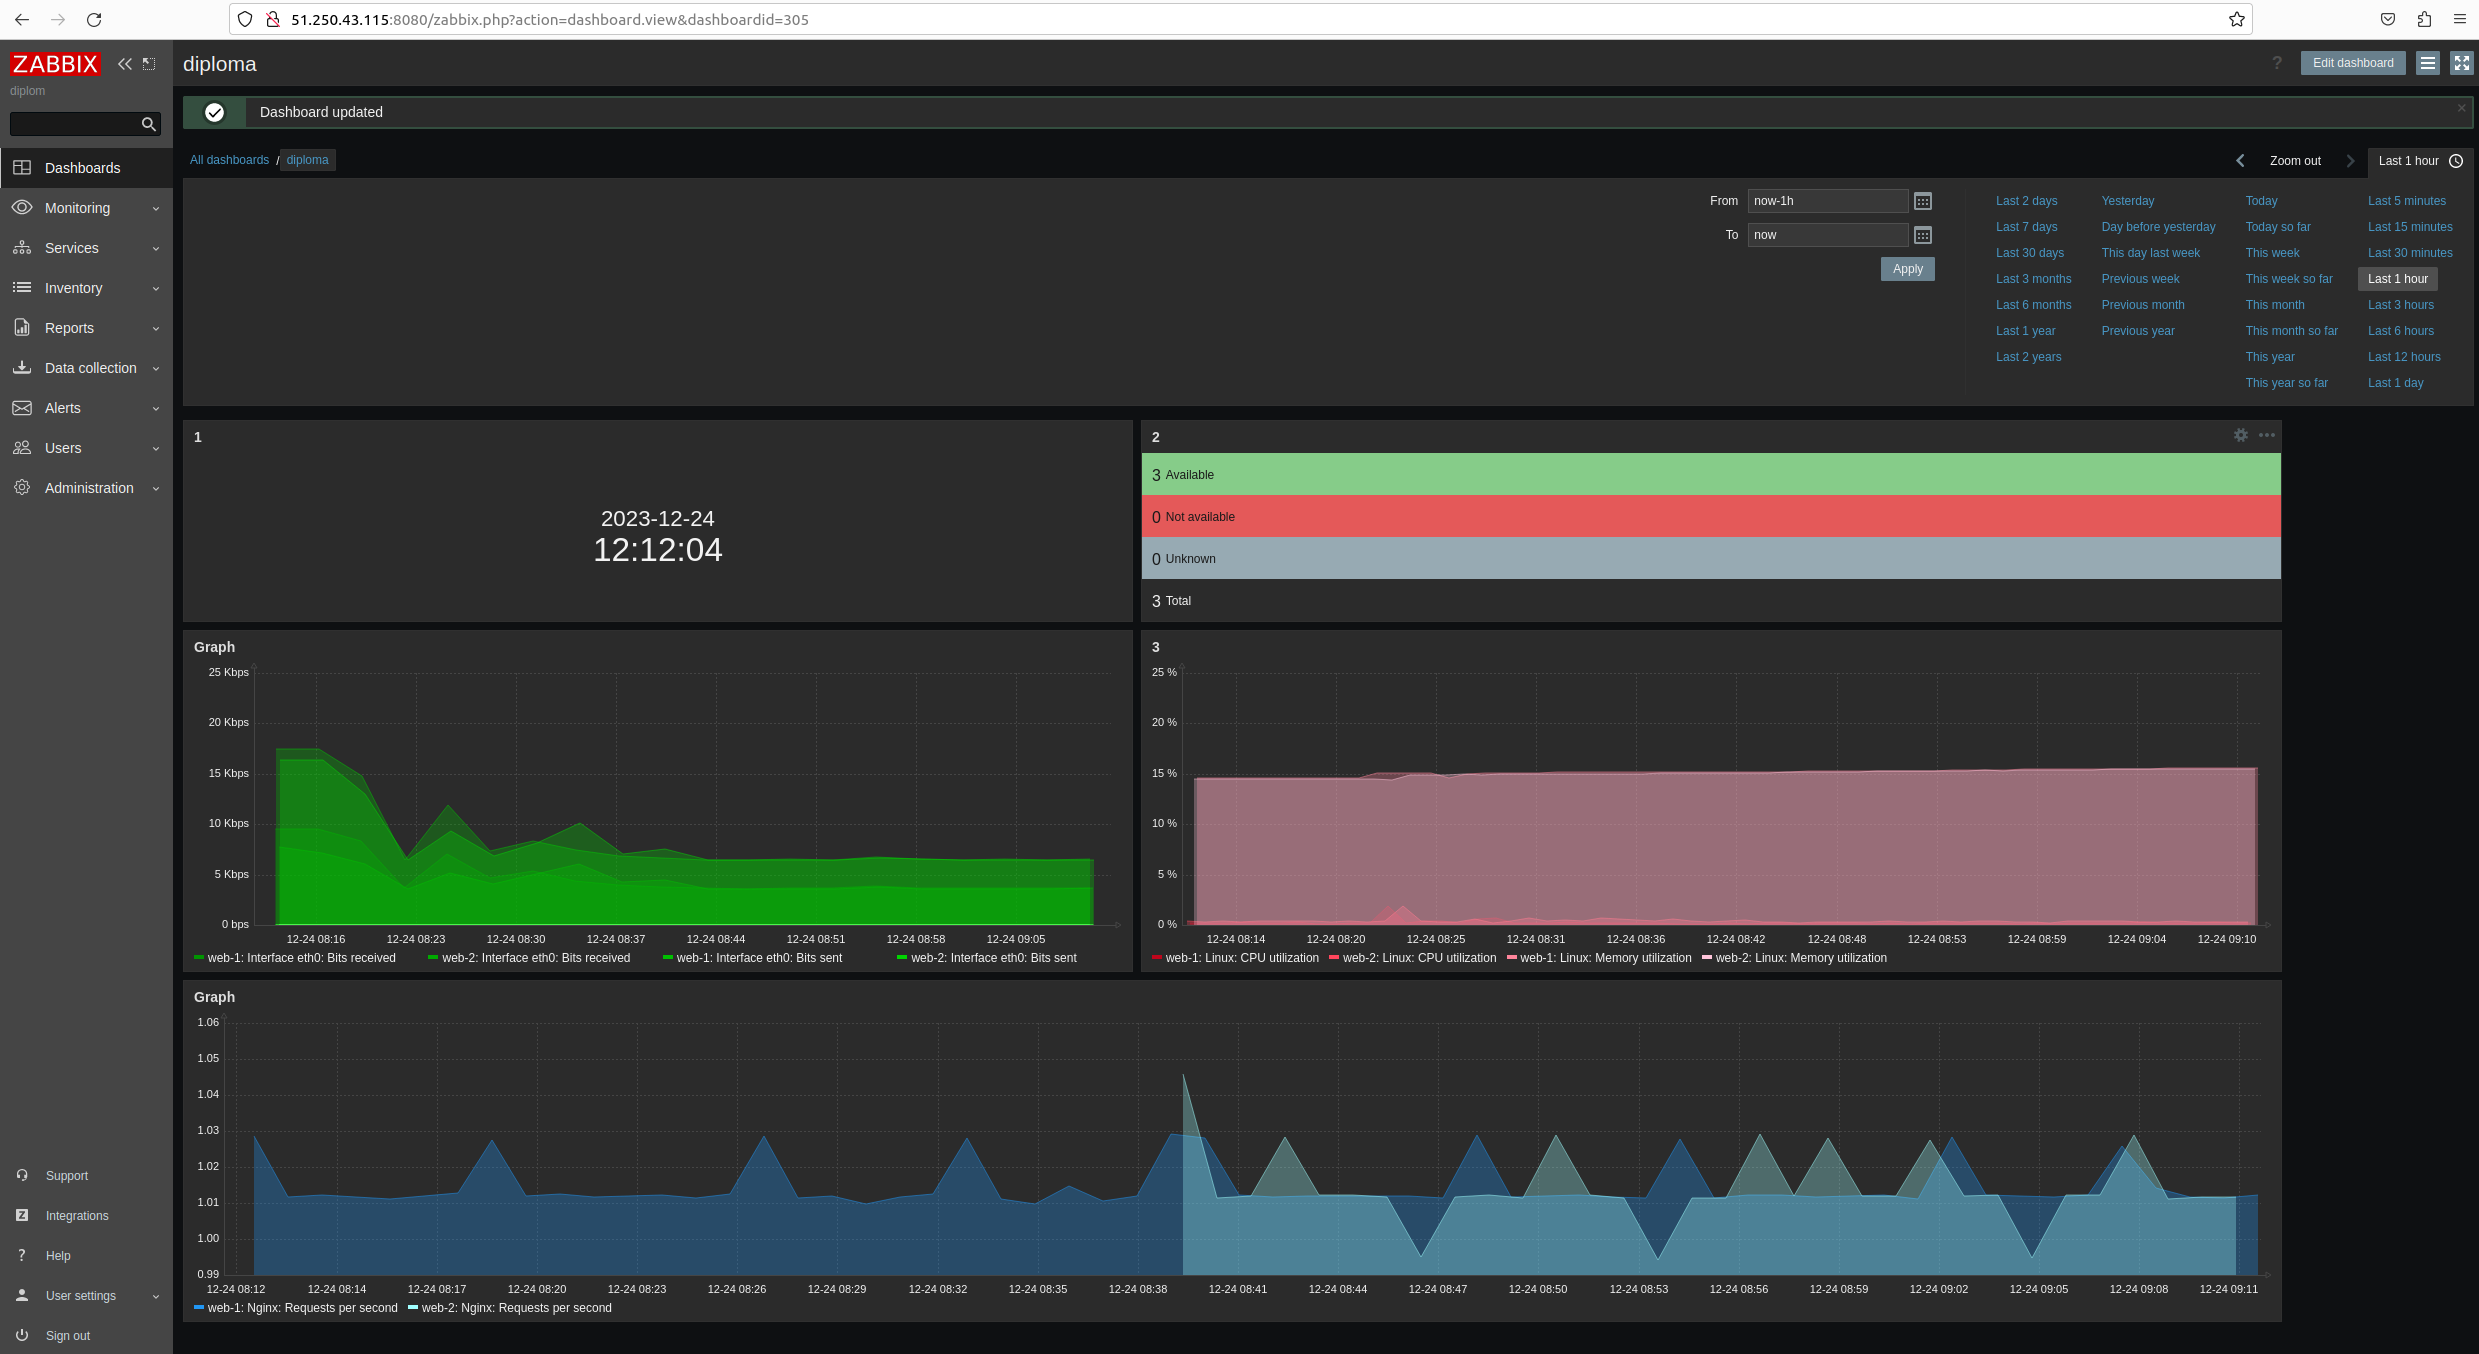 51.250.43.115:8080/zabbix.php?action=dashboard.view&dashboardid=305
ZABBIX
diplom
Dashboards
Monitoring
Services
Inventory
Reports
Data collection
Alerts
Users
Administration
Support
Integrations
Help
User settings
Sign out
diploma
? Edit dashboard
Dashboard updated
All dashboards / diploma
Zoom out
Last 1 hour
From now-1h
To now
Apply
Last 2 days Yesterday Today Last 5 minutes
Last 7 days Day before yesterday Today so far Last 15 minutes
Last 30 days This day last week This week Last 30 minutes
Last 3 months Previous week This week so far Last 1 hour
Last 6 months Previous month This month Last 3 hours
Last 1 year Previous year This month so far Last 6 hours
Last 2 years This year Last 12 hours
This year so far Last 1 day
1
2023-12-24
12:12:04
2
3 Available
0 Not available
0 Unknown
3 Total
Graph
25 Kbps
20 Kbps
15 Kbps
10 Kbps
5 Kbps
0 bps
12-24 08:16 12-24 08:23 12-24 08:30 12-24 08:37 12-24 08:44 12-24 08:51 12-24 08:58 12-24 09:05
web-1: Interface eth0: Bits received web-2: Interface eth0: Bits received web-1: Interface eth0: Bits sent web-2: Interface eth0: Bits sent
3
25 %
20 %
15 %
10 %
5 %
0 %
12-24 08:14 12-24 08:20 12-24 08:25 12-24 08:31 12-24 08:36 12-24 08:42 12-24 08:48 12-24 08:53 12-24 08:59 12-24 09:04 12-24 09:10
web-1: Linux: CPU utilization web-2: Linux: CPU utilization web-1: Linux: Memory utilization web-2: Linux: Memory utilization
Graph
1.06
1.05
1.04
1.03
1.02
1.01
1.00
0.99
12-24 08:12 12-24 08:14 12-24 08:17 12-24 08:20 12-24 08:23 12-24 08:26 12-24 08:29 12-24 08:32 12-24 08:35 12-24 08:38 12-24 08:41 12-24 08:44 12-24 08:47 12-24 08:50 12-24 08:53 12-24 08:56 12-24 08:59 12-24 09:02 12-24 09:05 12-24 09:08 12-24 09:11
web-1: Nginx: Requests per second web-2: Nginx: Requests per second